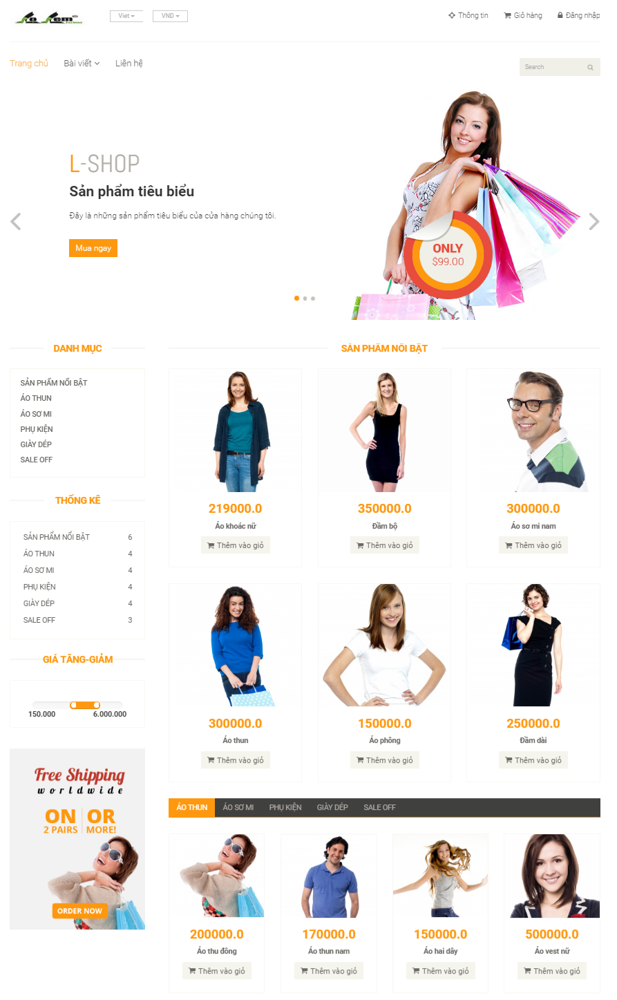 Viet
VND
Thông tin
Giỏ hàng
Đăng nhập
Trang chủ
Bài viết
Liên hệ
Search
L-SHOP
Sản phẩm tiêu biểu
Đây là những sản phẩm tiêu biểu của cửa hàng chúng tôi.
Mua ngay
ONLY
$99.00
DANH MỤC
SẢN PHẨM NỔI BẬT
ÁO THUN
ÁO SƠ MI
PHỤ KIỆN
GIÀY DÉP
SALE OFF
THỐNG KÊ
SẢN PHẨM NỔI BẬT 6
ÁO THUN 4
ÁO SƠ MI 4
PHỤ KIỆN 4
GIÀY DÉP 4
SALE OFF 3
GIÁ TĂNG-GIẢM
150.000 6.000.000
Free Shipping
worldwide
ON OR
2 PAIRS MORE!
ORDER NOW
SẢN PHẨM NỔI BẬT
219000.0
Áo khoác nữ
Thêm vào giỏ
350000.0
Đầm bộ
Thêm vào giỏ
300000.0
Áo sơ mi nam
Thêm vào giỏ
300000.0
Áo thun
Thêm vào giỏ
150000.0
Áo phông
Thêm vào giỏ
250000.0
Đầm dài
Thêm vào giỏ
ÁO THUN ÁO SƠ MI PHỤ KIỆN GIÀY DÉP SALE OFF
200000.0
Áo thu đông
Thêm vào giỏ
170000.0
Áo thun nam
Thêm vào giỏ
150000.0
Áo hai dây
Thêm vào giỏ
500000.0
Áo vest nữ
Thêm vào giỏ